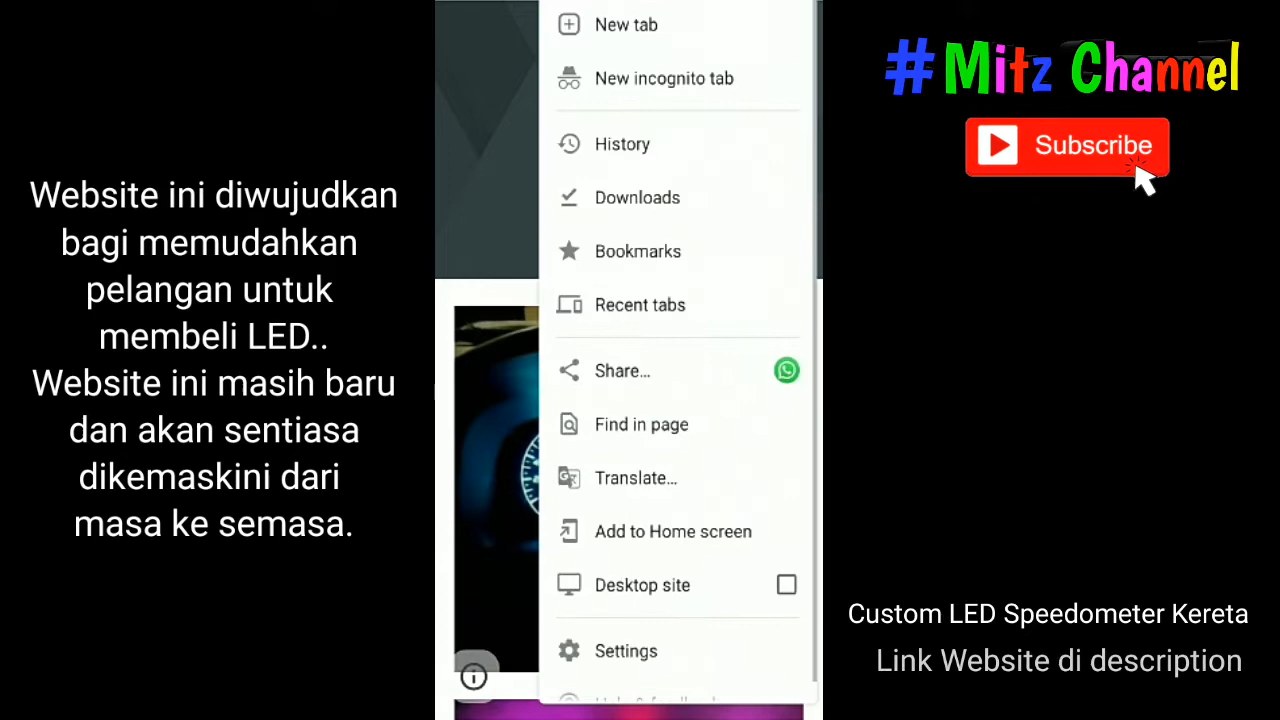 Website ini diwujudkan
bagi memudahkan
pelangan untuk
membeli LED..
Website ini masih baru
dan akan sentiasa
dikemaskini dari
masa ke semasa.
New tab
New incognito tab
History
Downloads
Bookmarks
Recent tabs
Share...
Find in page
Translate...
Add to Home screen
Desktop site
Settings
#Mitz Channel
Subscribe
Custom LED Speedometer Kereta
Link Website di description